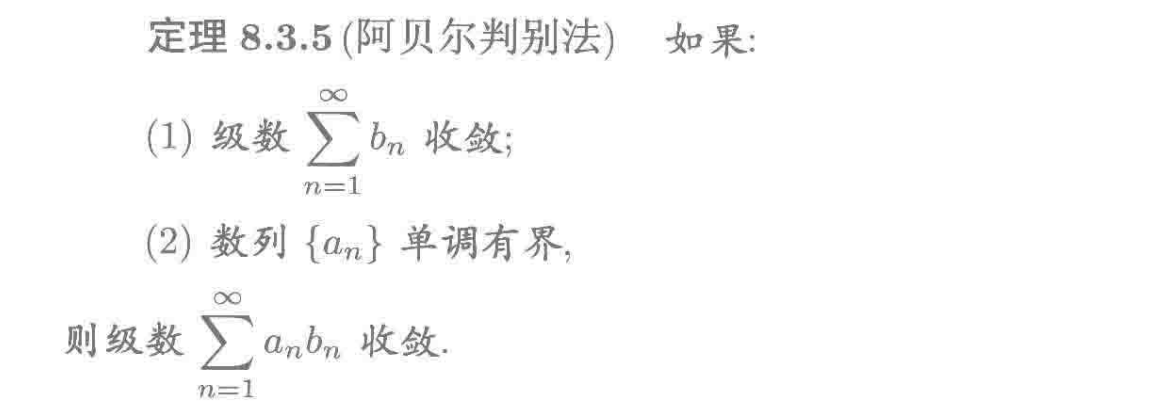 定理 8.3.5 (阿贝尔判别法) 如果:
(1) 级数 $\sum_{n=1}^{\infty} b_n$ 收敛;
(2) 数列 $\{a_n\}$ 单调有界,
则级数 $\sum_{n=1}^{\infty} a_n b_n$ 收敛.